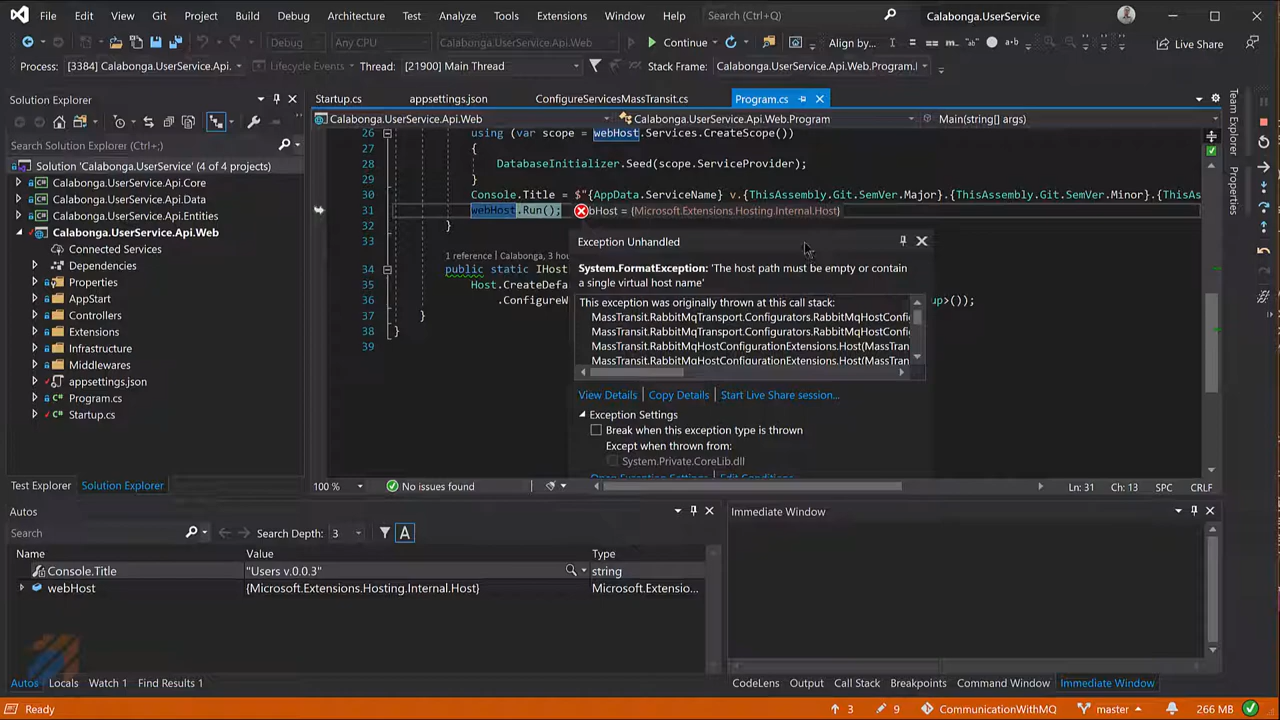 File Edit View Git Project Build Debug Architecture Test Analyze Tools Extensions Window Help Search (Ctrl+Q) Calabonga.UserService
Debug Any CPU Calabonga.UserService.Api.Web Continue Align by... Live Share
Process: [3384] Calabonga.UserService.Api. Lifecycle Events Thread: [21900] Main Thread Stack Frame: Calabonga.UserService.Api.Web.Program.I
Solution Explorer
Search Solution Explorer (Ctrl+;)
Solution 'Calabonga.UserService' (4 of 4 projects)
Calabonga.UserService.Api.Core
Calabonga.UserService.Api.Data
Calabonga.UserService.Api.Entities
Calabonga.UserService.Api.Web
Connected Services
Dependencies
Properties
AppStart
Controllers
Extensions
Infrastructure
Middlewares
appsettings.json
Program.cs
Startup.cs
Test Explorer Solution Explorer
Startup.cs appsettings.json ConfigureServicesMassTransit.cs Program.cs
Calabonga.UserService.Api.Web Calabonga.UserService.Api.Web.Program Main(string[] args)
26 using (var scope = webHost.Services.CreateScope())
27 {
28 DatabaseInitializer.Seed(scope.ServiceProvider);
29 }
30 Console.Title = $"{AppData.ServiceName} v.{ThisAssembly.Git.SemVer.Major}.{ThisAssembly.Git.SemVer.Minor}.{ThisAs
31 webHost.Run(); bHost = {Microsoft.Extensions.Hosting.Internal.Host}
32 }
33
1 reference | Calabonga, 3 hou
34 public static IHost
35 Host.CreateDefa
36 .ConfigureW up>());
37 }
38 }
39
Exception Unhandled
System.FormatException: 'The host path must be empty or contain
a single virtual host name'
This exception was originally thrown at this call stack:
MassTransit.RabbitMqTransport.Configurators.RabbitMqHostConfi
MassTransit.RabbitMqTransport.Configurators.RabbitMqHostConfi
MassTransit.RabbitMqHostConfigurationExtensions.Host(MassTran
MassTransit.RabbitMqHostConfigurationExtensions.Host(MassTran
View Details | Copy Details | Start Live Share session...
Exception Settings
Break when this exception type is thrown
Except when thrown from:
System.Private.CoreLib.dll
Open Exception Settings | Edit Conditions
100 % No issues found Ln: 31 Ch: 13 SPC CRLF
Team Explorer
Properties
Autos
Search Search Depth: 3 A
Name Value Type
Console.Title "Users v.0.0.3" string
webHost {Microsoft.Extensions.Hosting.Internal.Host} Microsoft.Extensio...
Autos Locals Watch 1 Find Results 1
Immediate Window
CodeLens Output Call Stack Breakpoints Command Window Immediate Window
Ready 3 9 CommunicationWithMQ master 266 MB